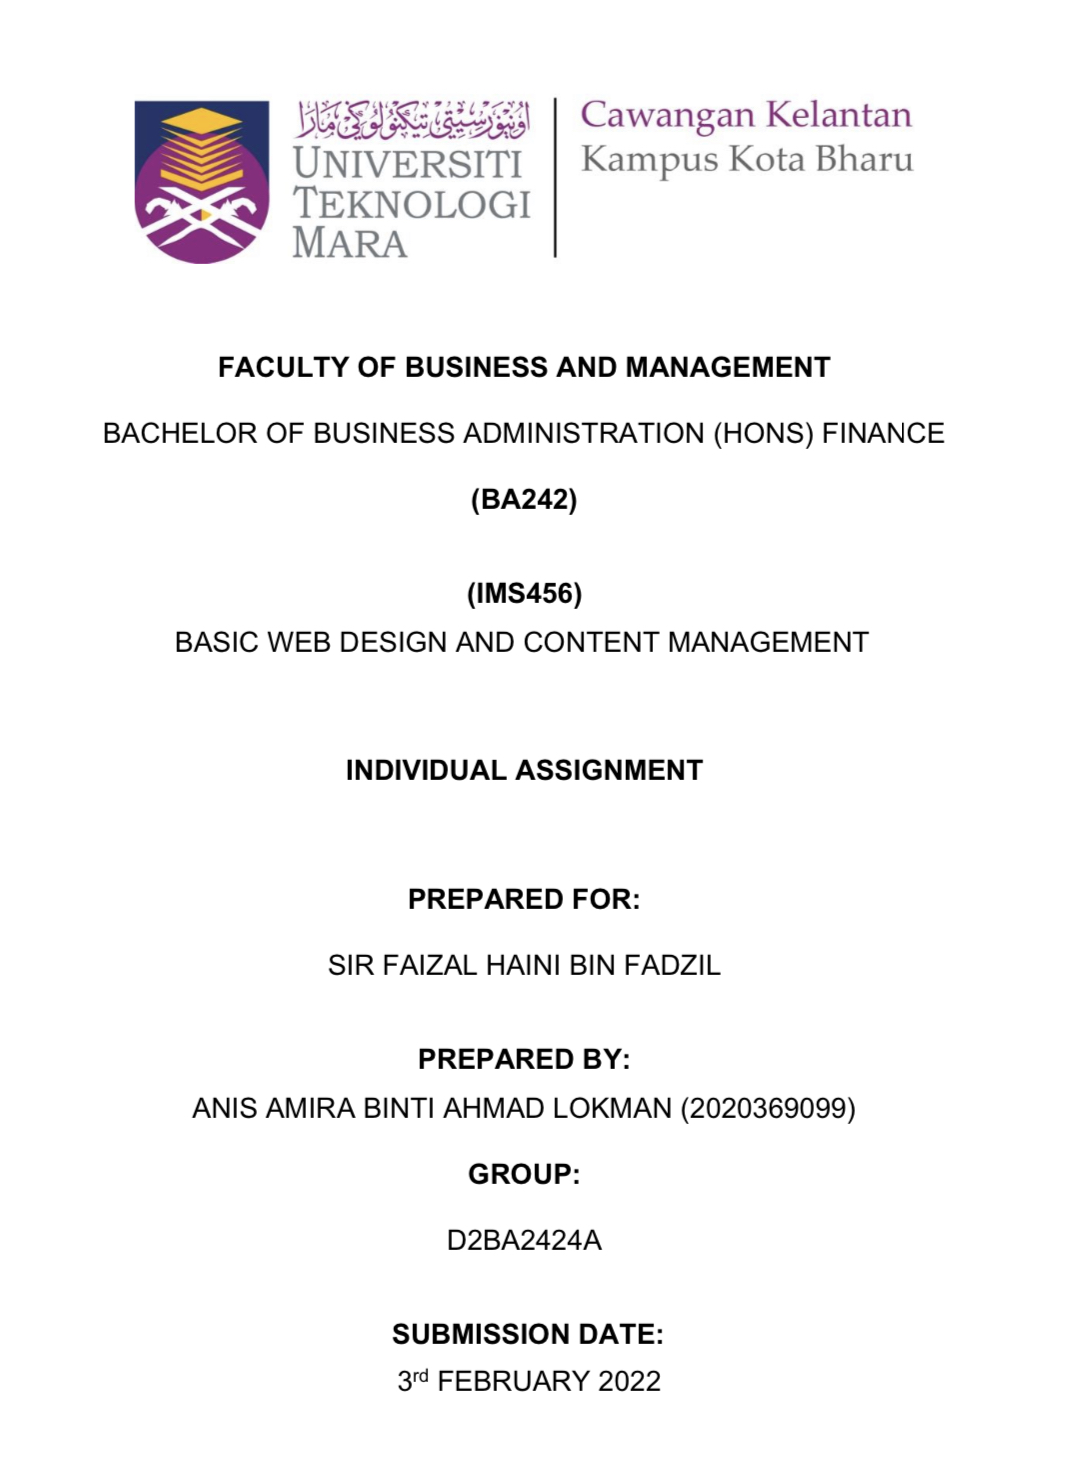 اونيۏرسيتي تيكنولوڬي مارا
UNIVERSITI
TEKNOLOGI
MARA
Cawangan Kelantan
Kampus Kota Bharu
FACULTY OF BUSINESS AND MANAGEMENT
BACHELOR OF BUSINESS ADMINISTRATION (HONS) FINANCE
(BA242)
(IMS456)
BASIC WEB DESIGN AND CONTENT MANAGEMENT
INDIVIDUAL ASSIGNMENT
PREPARED FOR:
SIR FAIZAL HAINI BIN FADZIL
PREPARED BY:
ANIS AMIRA BINTI AHMAD LOKMAN (2020369099)
GROUP:
D2BA2424A
SUBMISSION DATE:
3rd FEBRUARY 2022